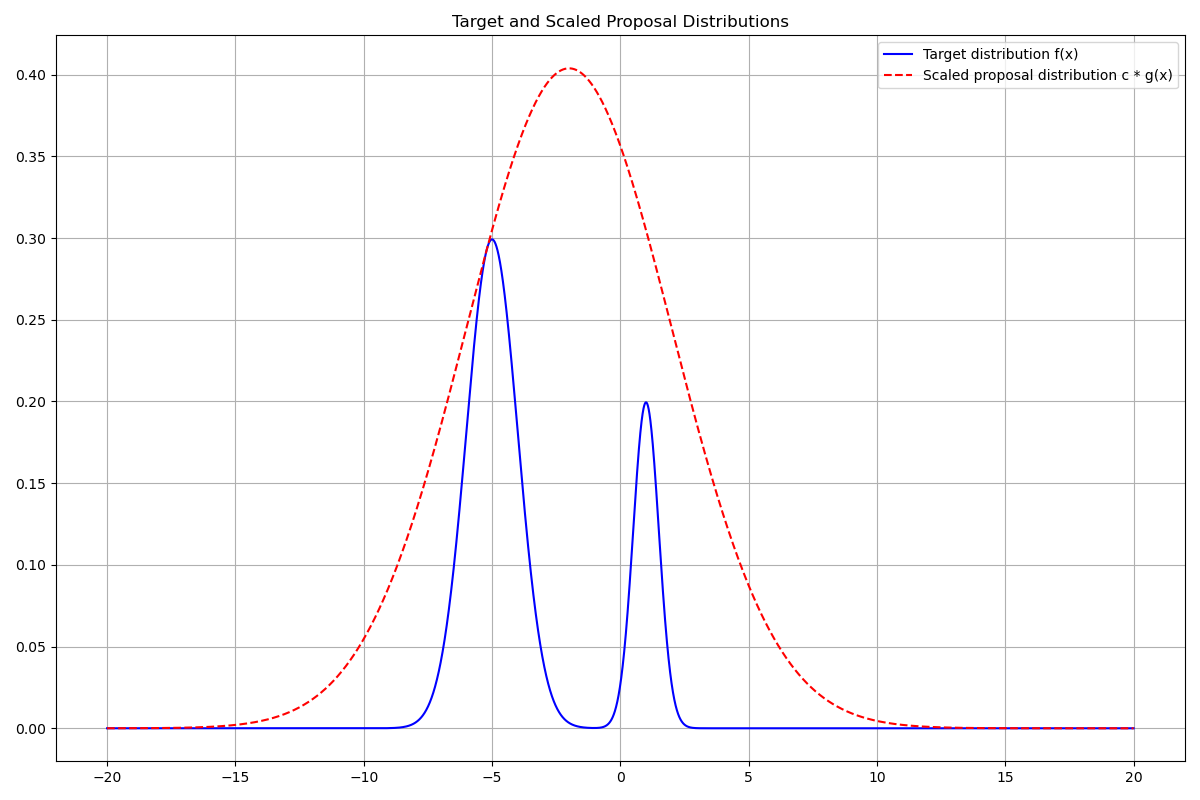 Target and Scaled Proposal Distributions
Target distribution f(x)
Scaled proposal distribution c * g(x)
0.40
0.35
0.30
0.25
0.20
0.15
0.10
0.05
0.00
−20 −15 −10 −5 0 5 10 15 20